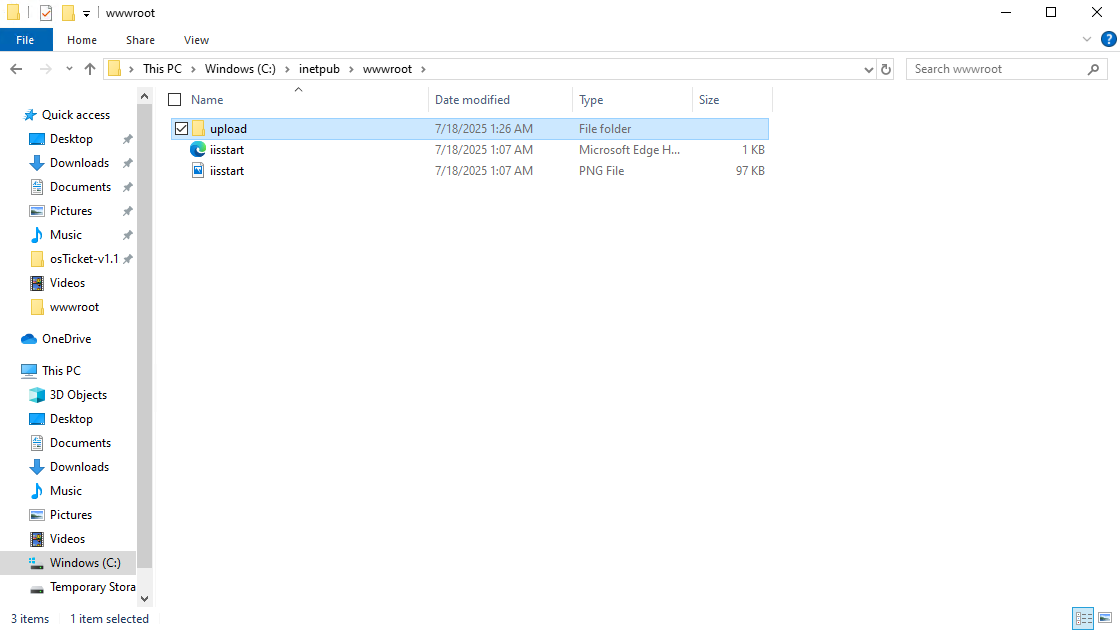 wwwroot
File Home Share View
This PC Windows (C:) inetpub wwwroot
Search wwwroot
Name Date modified Type Size
upload 7/18/2025 1:26 AM File folder
iisstart 7/18/2025 1:07 AM Microsoft Edge H... 1 KB
iisstart 7/18/2025 1:07 AM PNG File 97 KB
Quick access
Desktop
Downloads
Documents
Pictures
Music
osTicket-v1.1
Videos
wwwroot
OneDrive
This PC
3D Objects
Desktop
Documents
Downloads
Music
Pictures
Videos
Windows (C:)
Temporary Stora
3 items 1 item selected